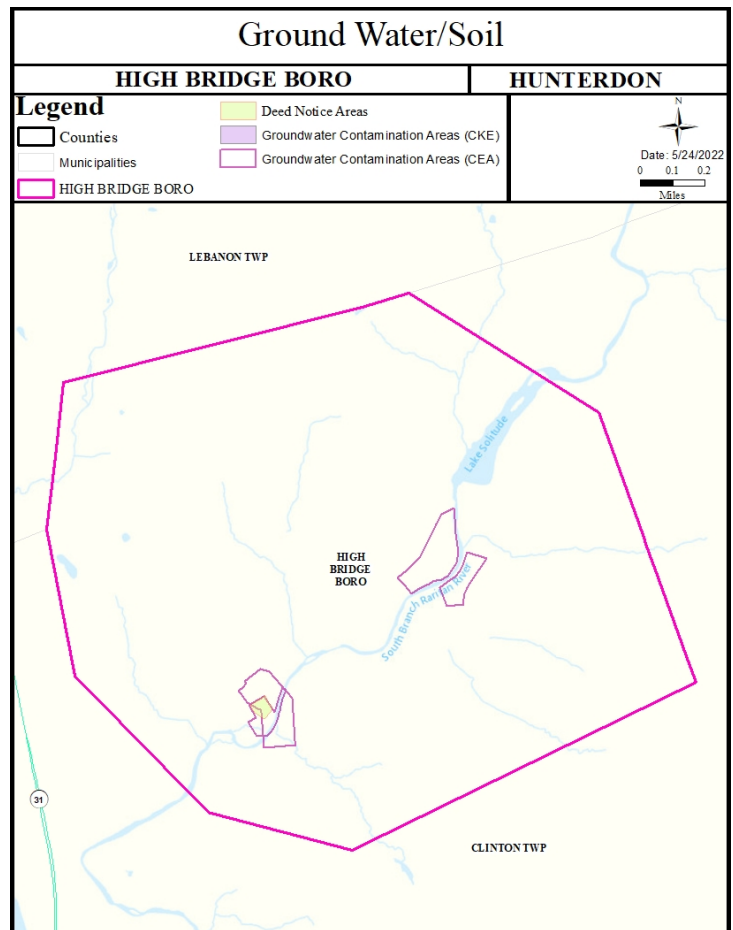 Ground Water/Soil
HIGH BRIDGE BORO
HUNTERDON
Legend
Counties
Municipalities
HIGH BRIDGE BORO
Deed Notice Areas
Groundwater Contamination Areas (CKE)
Groundwater Contamination Areas (CEA)
N
Date: 5/24/2022
0 0.1 0.2
Miles
LEBANON TWP
Lake Solitude
HIGH
BRIDGE
BORO
South Branch Raritan River
31
CLINTON TWP